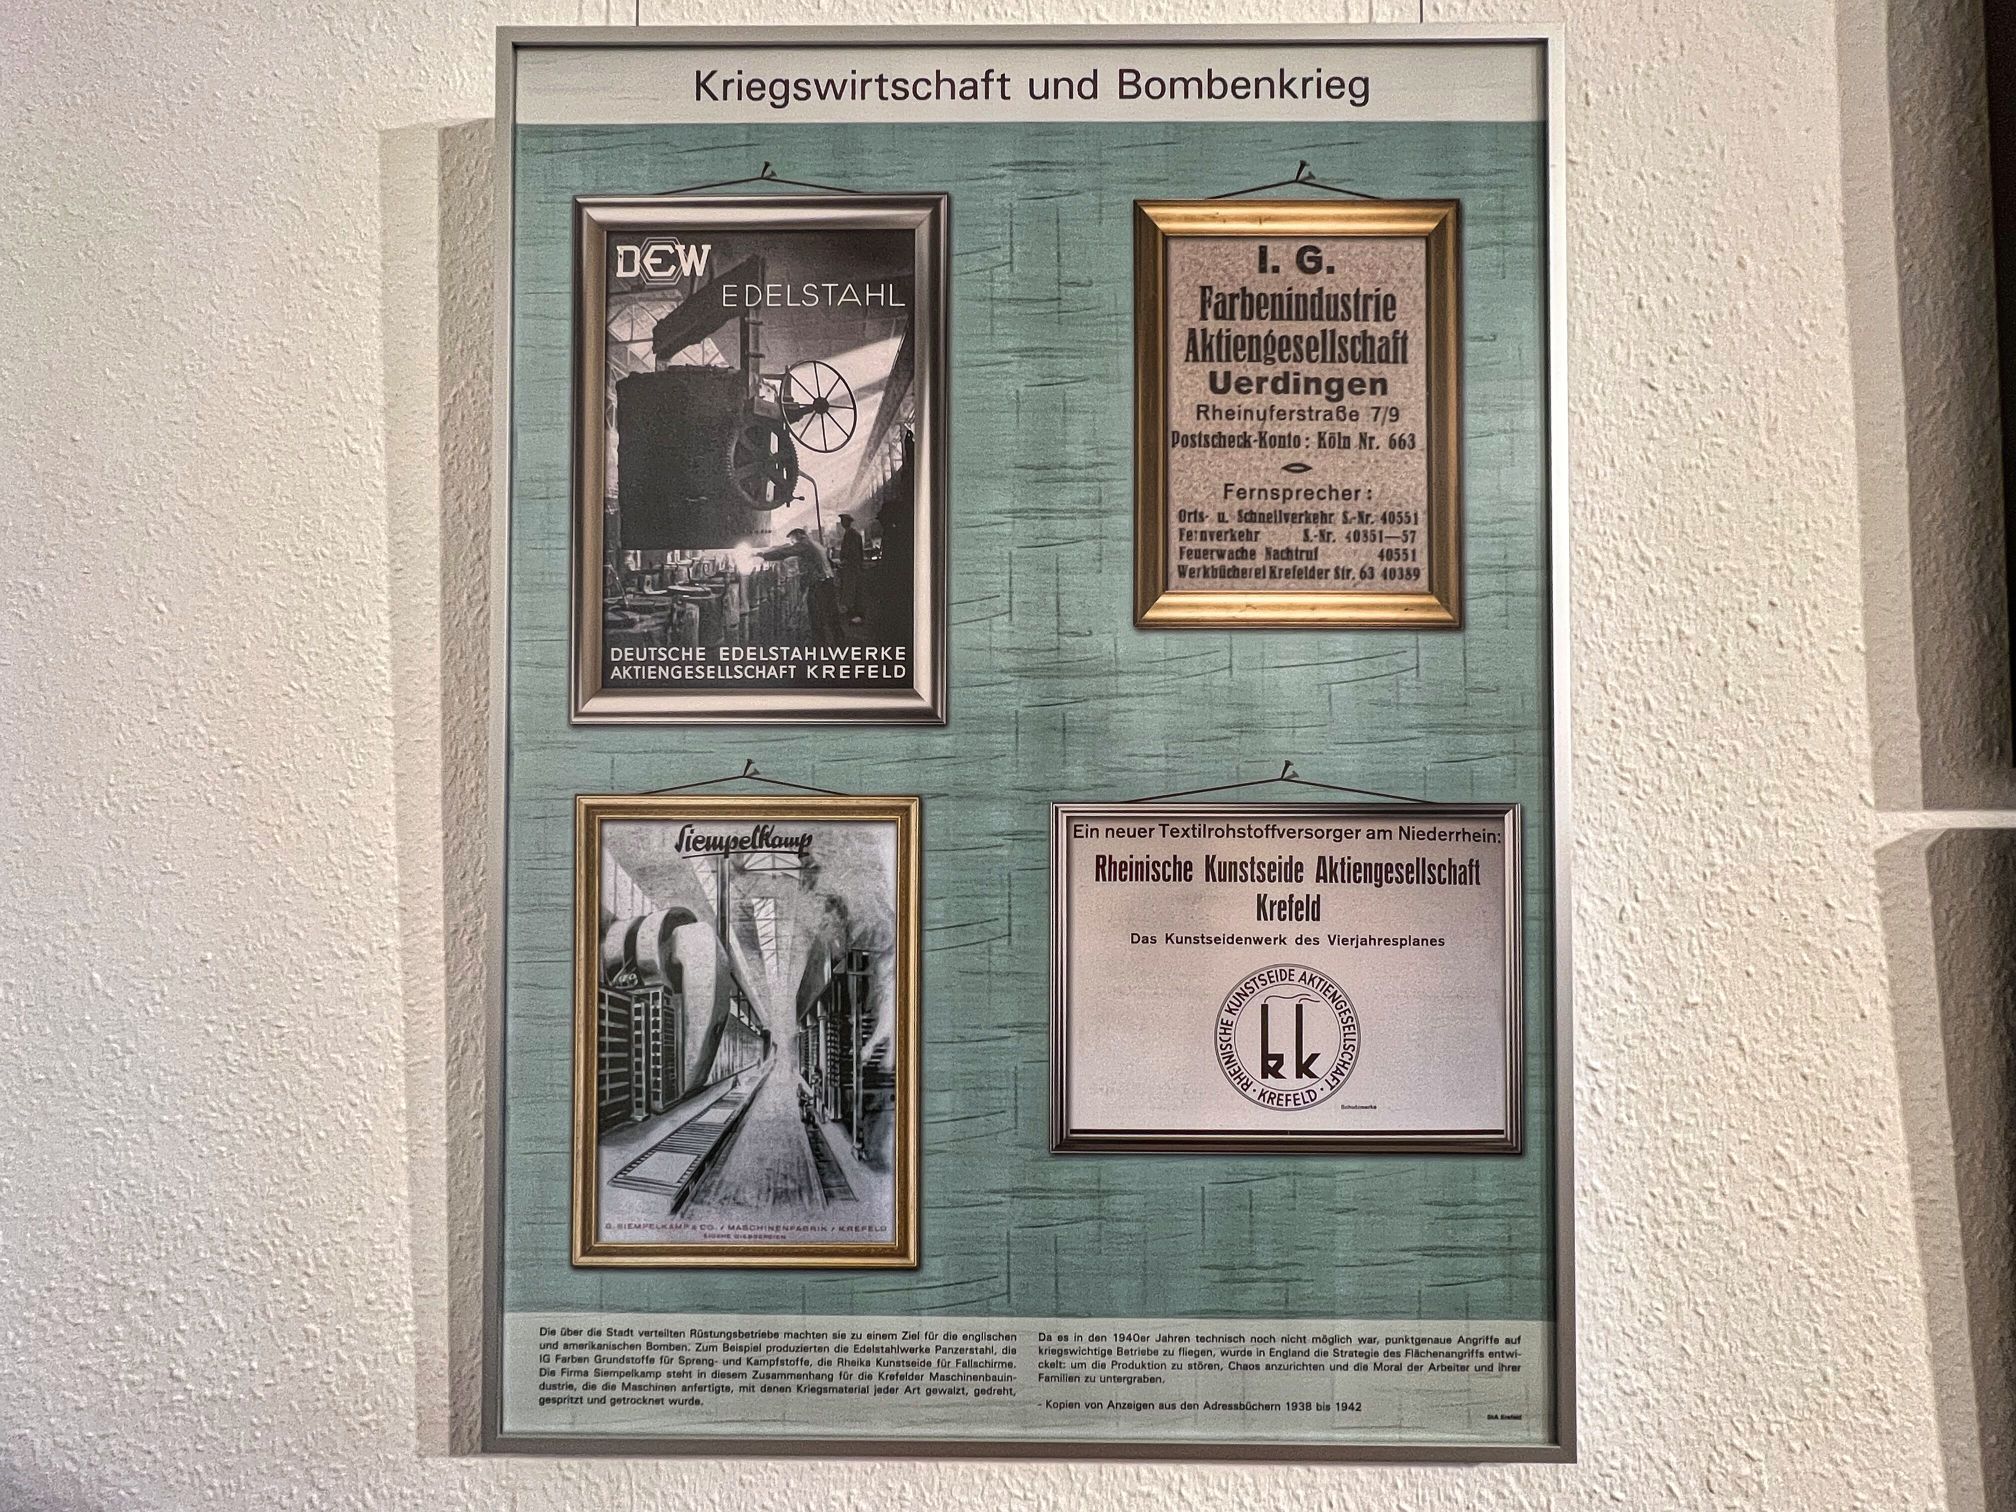 Kriegswirtschaft und Bombenkrieg
DEW
EDELSTAHL
DEUTSCHE EDELSTAHLWERKE
AKTIENGESELLSCHAFT KREFELD
I. G.
Farbenindustrie
Aktiengesellschaft
Uerdingen
Rheinuferstraße 7/9
Postscheck-Konto: Köln Nr. 663
Fernsprecher:
Orts- u. Schnellverkehr S.-Nr. 40551
Fernverkehr S.-Nr. 40351—57
Feuerwache Nachtruf 40551
Werkbücherei Krefelder Str. 63 40389
Siempelkamp
G. SIEMPELKAMP & CO. / MASCHINENFABRIK / KREFELD
EIGENE GIESSEREIEN
Ein neuer Textilrohstoffversorger am Niederrhein:
Rheinische Kunstseide Aktiengesellschaft
Krefeld
Das Kunstseidenwerk des Vierjahresplanes
RHEINISCHE KUNSTSEIDE AKTIENGESELLSCHAFT
kk
· KREFELD ·
Schutzmarke
Die über die Stadt verteilten Rüstungsbetriebe machten sie zu einem Ziel für die englischen
und amerikanischen Bomben. Zum Beispiel produzierten die Edelstahlwerke Panzerstahl, die
IG Farben Grundstoffe für Spreng- und Kampfstoffe, die Rheika Kunstseide für Fallschirme.
Die Firma Siempelkamp steht in diesem Zusammenhang für die Krefelder Maschinenbauin-
dustrie, die die Maschinen anfertigte, mit denen Kriegsmaterial jeder Art gewalzt, gedreht,
gespritzt und getrocknet wurde.
Da es in den 1940er Jahren technisch noch nicht möglich war, punktgenaue Angriffe auf
kriegswichtige Betriebe zu fliegen, wurde in England die Strategie des Flächenangriffs entwi-
ckelt: um die Produktion zu stören, Chaos anzurichten und die Moral der Arbeiter und ihrer
Familien zu untergraben.
- Kopien von Anzeigen aus den Adressbüchern 1938 bis 1942
StA Krefeld